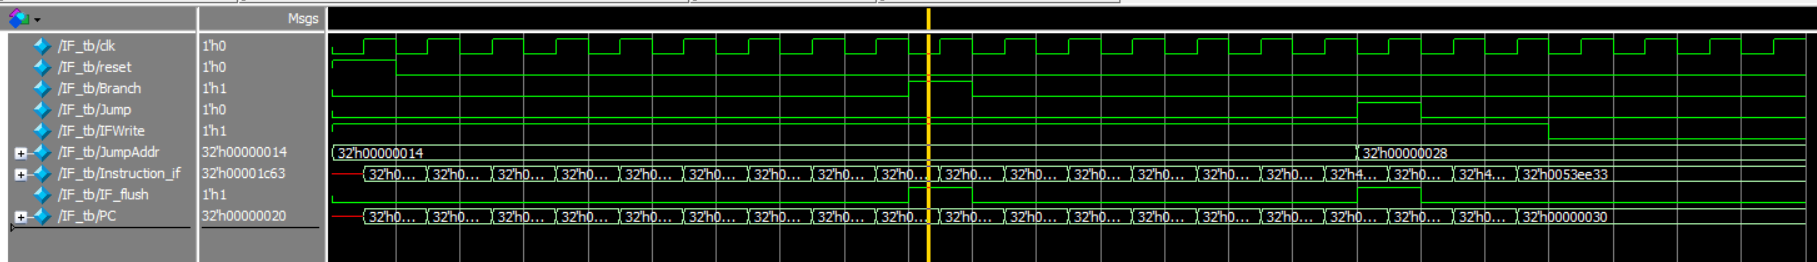 Msgs
/IF_tb/clk 1'h0
/IF_tb/reset 1'h0
/IF_tb/Branch 1'h1
/IF_tb/Jump 1'h0
/IF_tb/IFWrite 1'h1
/IF_tb/JumpAddr 32'h00000014 32'h00000014 32'h00000028
/IF_tb/Instruction_if 32'h00001c63 32'h0... 32'h0... 32'h0... 32'h0... 32'h0... 32'h0... 32'h0... 32'h0... 32'h0... 32'h0... 32'h0... 32'h0... 32'h0... 32'h0... 32'h0... 32'h4... 32'h0... 32'h4... 32'h0053ee33
/IF_tb/IF_flush 1'h1
/IF_tb/PC 32'h00000020 32'h0... 32'h0... 32'h0... 32'h0... 32'h0... 32'h0... 32'h0... 32'h0... 32'h0... 32'h0... 32'h0... 32'h0... 32'h0... 32'h0... 32'h0... 32'h0... 32'h0... 32'h0... 32'h00000030